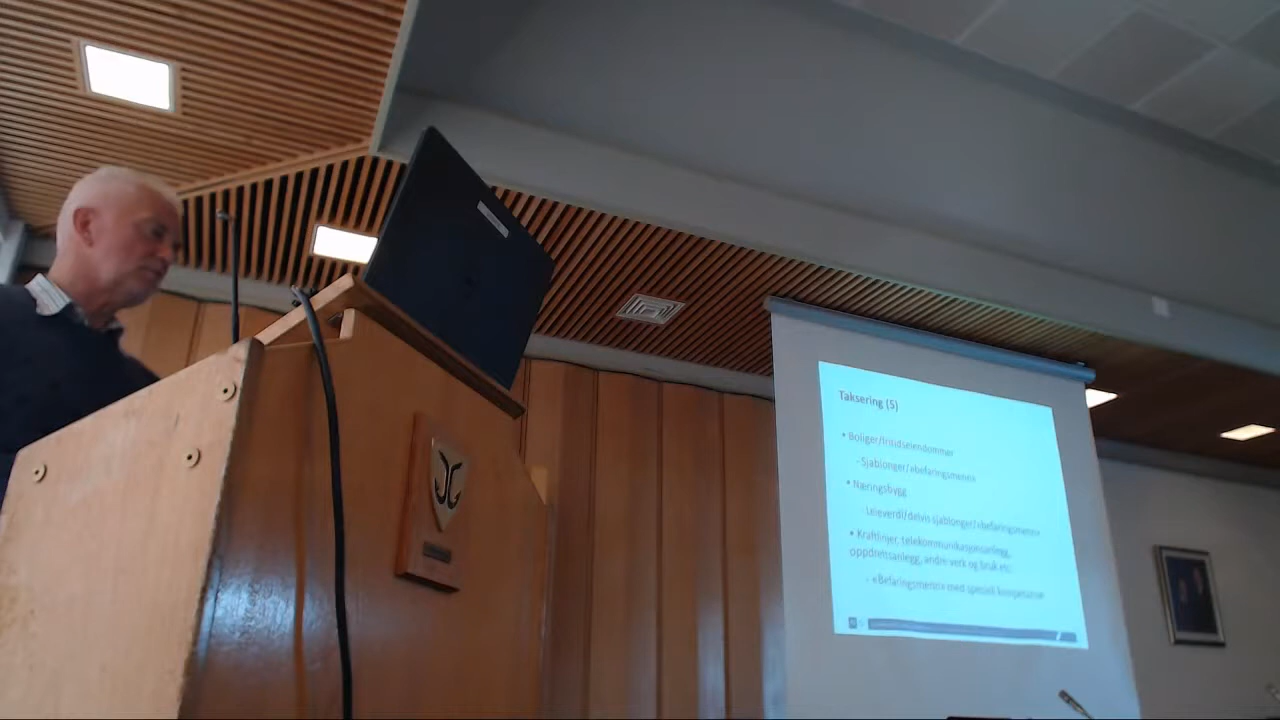 Taksering (5)
• Boliger/fritidseiendommer
- Sjablonger/«befaringsmenn»
• Næringsbygg
- Leieverdi/delvis sjablonger/«befaringsmenn»
• Kraftlinjer, telekommunikasjonsanlegg,
oppdrettsanlegg, andre verk og bruk etc.
- «Befaringsmenn» med spesiell kompetanse